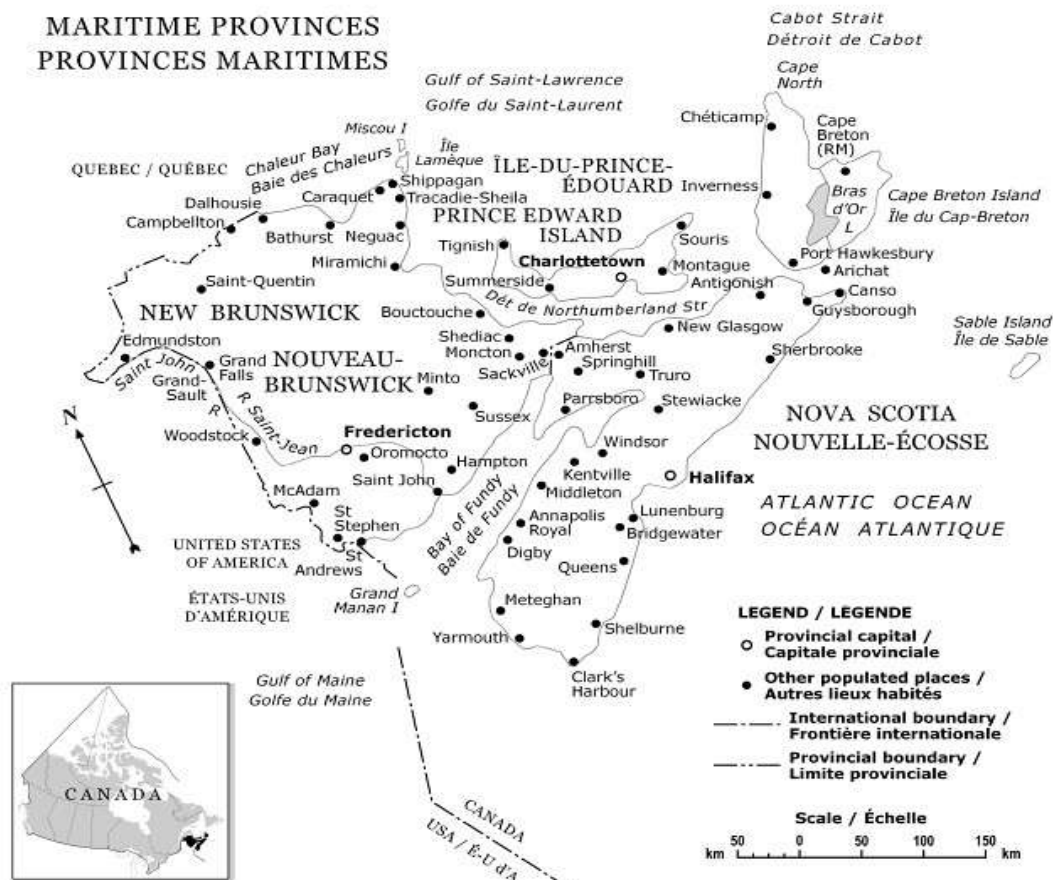 MARITIME PROVINCES
PROVINCES MARITIMES
Cabot Strait
Détroit de Cabot
Cape
North
Gulf of Saint-Lawrence
Golfe du Saint-Laurent
Chéticamp
Cape
Breton
(RM)
Miscou I
Île
Lamèque
QUEBEC / QUÉBEC
Chaleur Bay
Baie des Chaleurs
ÎLE-DU-PRINCE-
ÉDOUARD
Shippagan
Caraquet
Tracadie-Sheila
Inverness
Bras
d'Or
L
Cape Breton Island
Île du Cap-Breton
Dalhousie
Campbellton
Bathurst
Neguac
PRINCE EDWARD
ISLAND
Tignish
Souris
Charlottetown
Miramichi
Summerside
Montague
Port Hawkesbury
Arichat
Antigonish
Canso
Saint-Quentin
Dét de Northumberland Str
Guysborough
NEW BRUNSWICK
Bouctouche
New Glasgow
Sable Island
Île de Sable
Edmundston
Shediac
Moncton
Sackville
Amherst
Springhill
Sherbrooke
Saint John
R
Grand
Falls
Grand-
Sault
NOUVEAU-
BRUNSWICK
Minto
Truro
Parrsboro
Stewiacke
N
R Saint-Jean
Sussex
NOVA SCOTIA
NOUVELLE-ÉCOSSE
Woodstock
Fredericton
Oromocto
Windsor
Hampton
Kentville
Halifax
Saint John
Middleton
McAdam
Bay of Fundy
Baie de Fundy
ATLANTIC OCEAN
OCÉAN ATLANTIQUE
St
Stephen
Annapolis
Royal
Lunenburg
Bridgewater
UNITED STATES
OF AMERICA
St
Andrews
Digby
Queens
ÉTATS-UNIS
D'AMÉRIQUE
Grand
Manan I
Meteghan
Shelburne
Yarmouth
Clark's
Harbour
Gulf of Maine
Golfe du Maine
LEGEND / LÉGENDE
Provincial capital /
Capitale provinciale
Other populated places /
Autres lieux habités
International boundary /
Frontière internationale
Provincial boundary /
Limite provinciale
CANADA
CANADA
USA / É-U d'A
Scale / Échelle
km 50 0 50 100 150 km